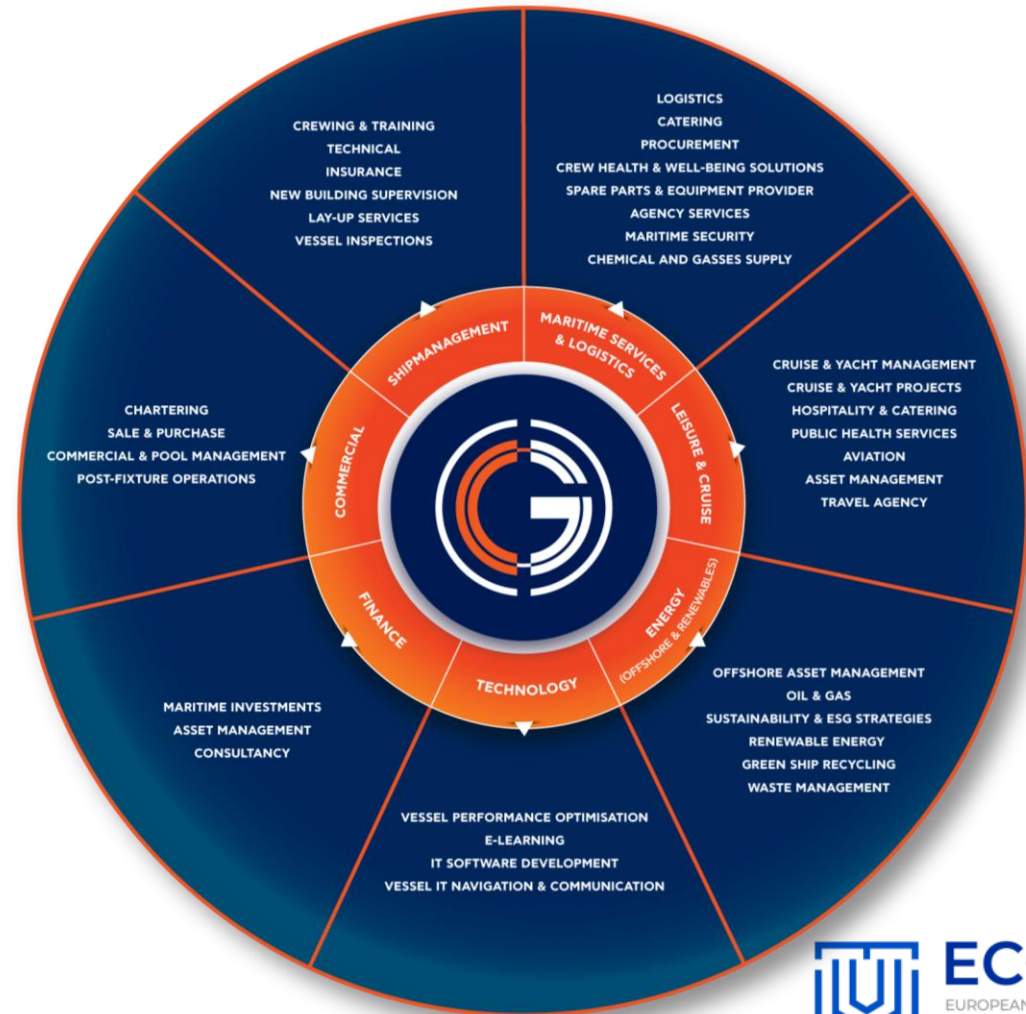 CREWING & TRAINING
TECHNICAL
INSURANCE
NEW BUILDING SUPERVISION
LAY-UP SERVICES
VESSEL INSPECTIONS
LOGISTICS
CATERING
PROCUREMENT
CREW HEALTH & WELL-BEING SOLUTIONS
SPARE PARTS & EQUIPMENT PROVIDER
AGENCY SERVICES
MARITIME SECURITY
CHEMICAL AND GASSES SUPPLY
SHIPMANAGEMENT
MARITIME SERVICES
& LOGISTICS
CHARTERING
SALE & PURCHASE
COMMERCIAL & POOL MANAGEMENT
POST-FIXTURE OPERATIONS
COMMERCIAL
LEISURE & CRUISE
CRUISE & YACHT MANAGEMENT
CRUISE & YACHT PROJECTS
HOSPITALITY & CATERING
PUBLIC HEALTH SERVICES
AVIATION
ASSET MANAGEMENT
TRAVEL AGENCY
FINANCE
TECHNOLOGY
ENERGY
(OFFSHORE & RENEWABLES)
MARITIME INVESTMENTS
ASSET MANAGEMENT
CONSULTANCY
OFFSHORE ASSET MANAGEMENT
OIL & GAS
SUSTAINABILITY & ESG STRATEGIES
RENEWABLE ENERGY
GREEN SHIP RECYCLING
WASTE MANAGEMENT
VESSEL PERFORMANCE OPTIMISATION
E-LEARNING
IT SOFTWARE DEVELOPMENT
VESSEL IT NAVIGATION & COMMUNICATION
EUROPEAN